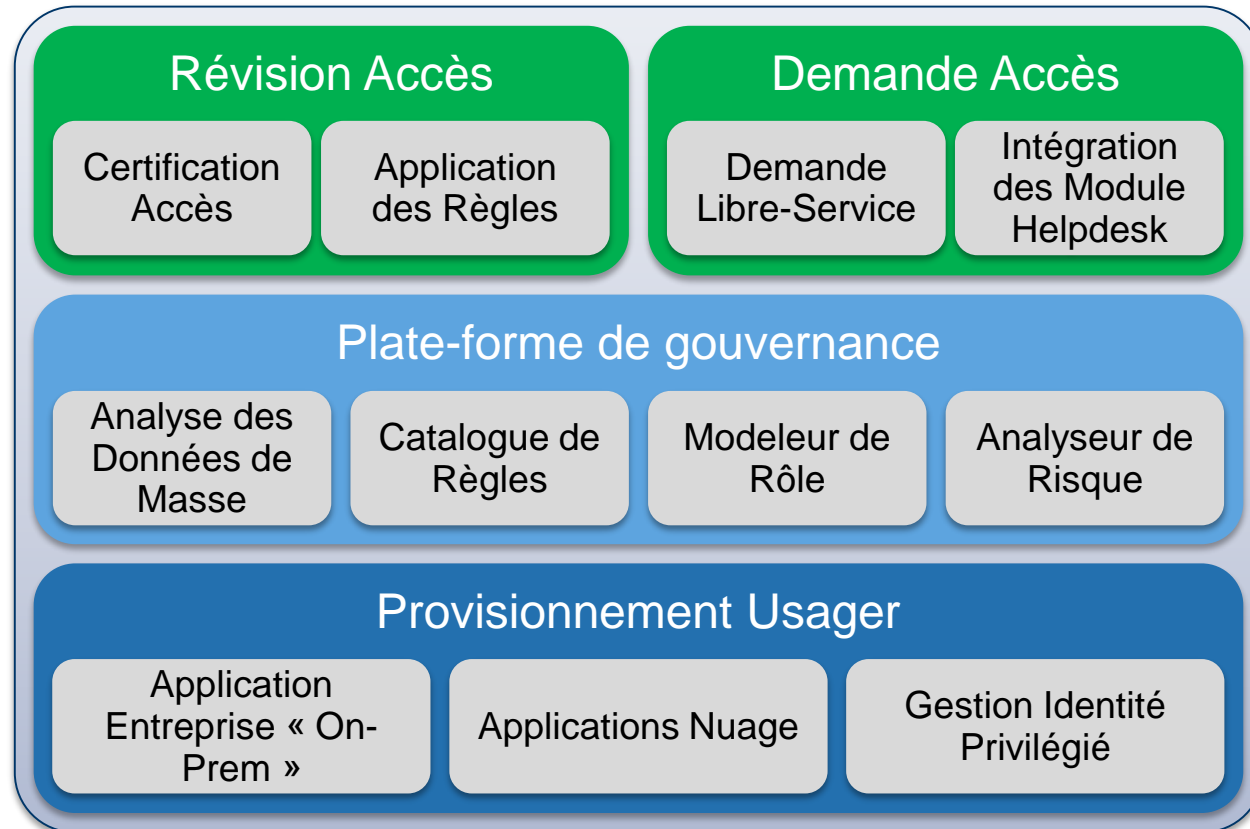 Révision Accès
Certification
Accès
Application
des Règles
Demande Accès
Demande
Libre-Service
Intégration
des Module
Helpdesk
Plate-forme de gouvernance
Analyse des
Données de
Masse
Catalogue de
Règles
Modeleur de
Rôle
Analyseur de
Risque
Provisionnement Usager
Application
Entreprise « On-
Prem »
Applications Nuage
Gestion Identité
Privilégié